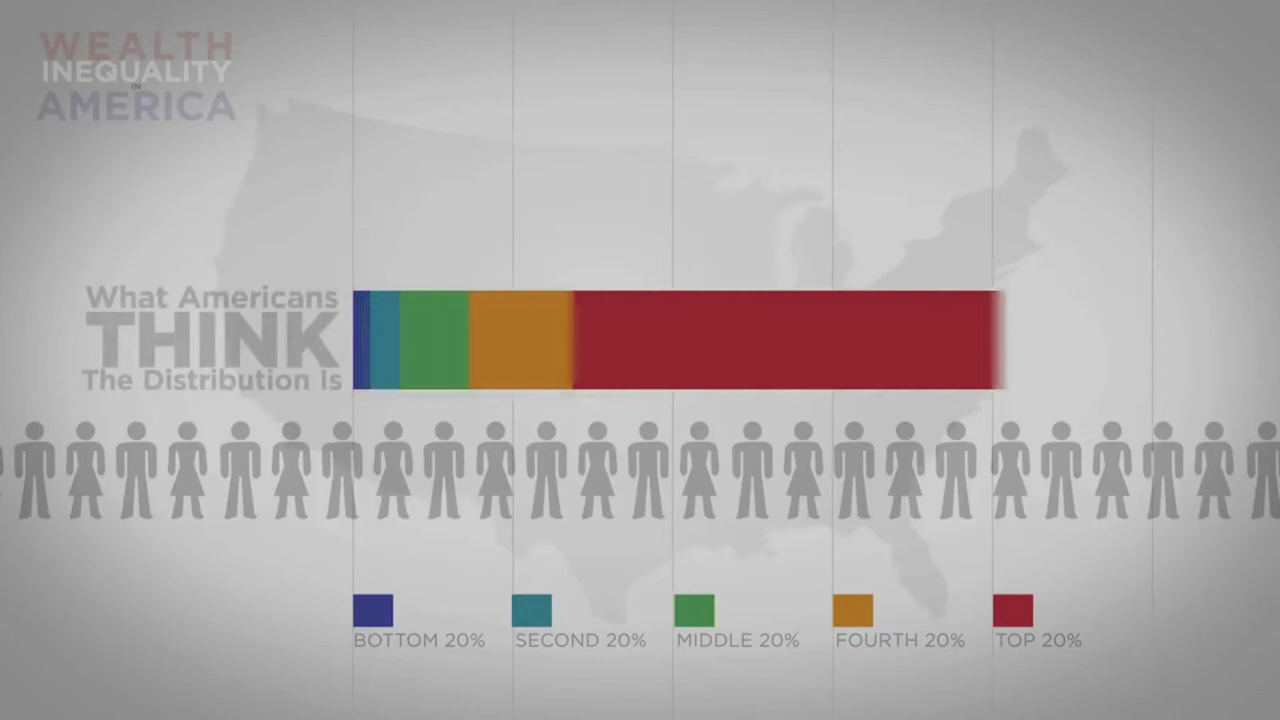 WEALTH
INEQUALITY
IN
AMERICA
What Americans
THINK
The Distribution Is
BOTTOM 20%
SECOND 20%
MIDDLE 20%
FOURTH 20%
TOP 20%